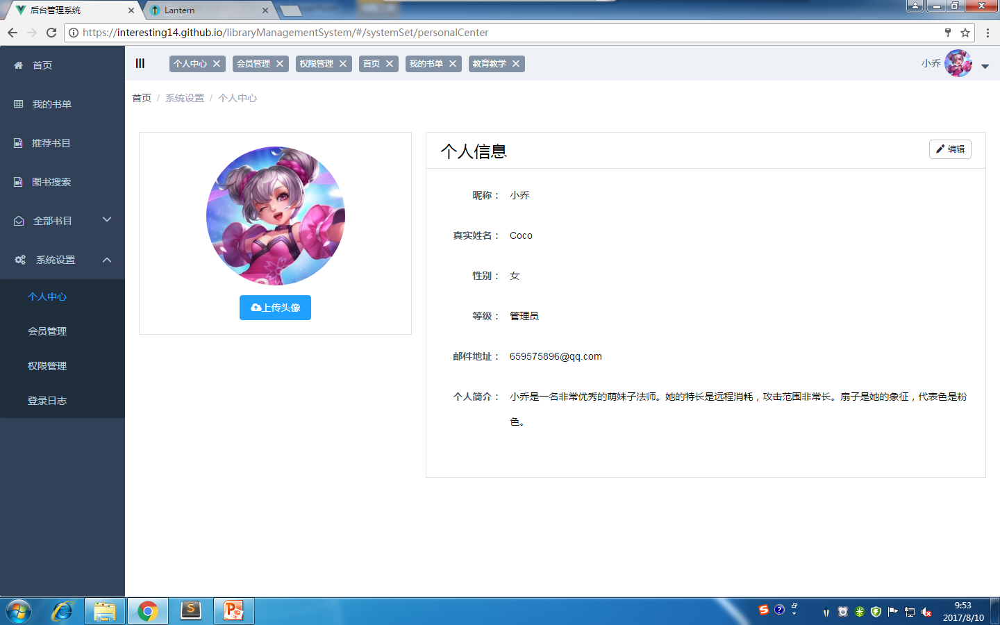 后台管理系统
Lantern
https://interesting14.github.io/libraryManagementSystem/#/systemSet/personalCenter
首页
我的书单
推荐书目
图书搜索
全部书目
系统设置
个人中心
会员管理
权限管理
登录日志
个人中心 会员管理 权限管理 首页 我的书单 教育教学
小乔
首页 / 系统设置 / 个人中心
上传头像
个人信息
编辑
昵称： 小乔
真实姓名： Coco
性别： 女
等级： 管理员
邮件地址： 659575896@qq.com
个人简介： 小乔是一名非常优秀的萌妹子法师。她的特长是远程消耗，攻击范围非常长。扇子是她的象征，代表色是粉
色。
9:53
2017/8/10